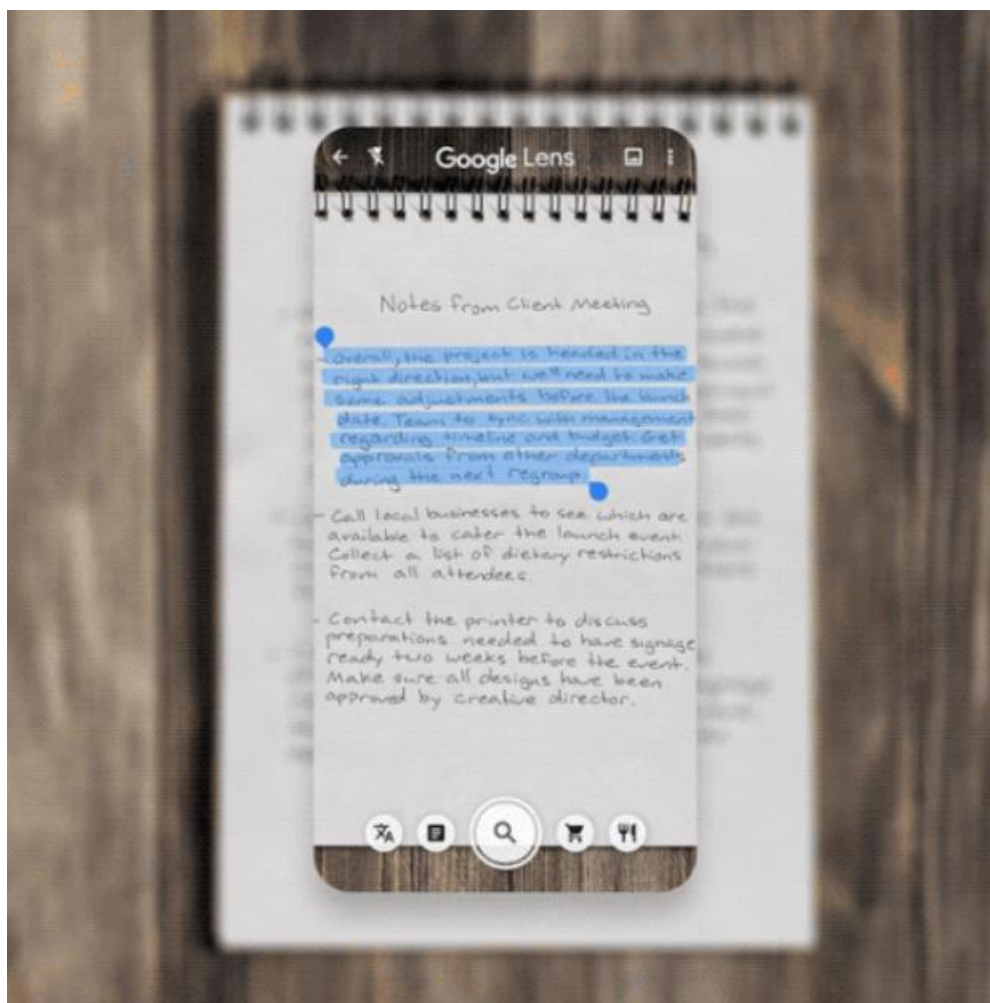 Google Lens
Notes from Client Meeting
- Overall, the project is headed in the
right direction, but we'll need to make
some adjustments before the launch
date. Team to sync with management
regarding timeline and budget. Get
approvals from other departments
during the next regroup.
- Call local businesses to see which are
available to cater the launch event.
Collect a list of dietary restrictions
from all attendees.
- Contact the printer to discuss
preparations needed to have signage
ready two weeks before the event.
Make sure all designs have been
approved by creative director.